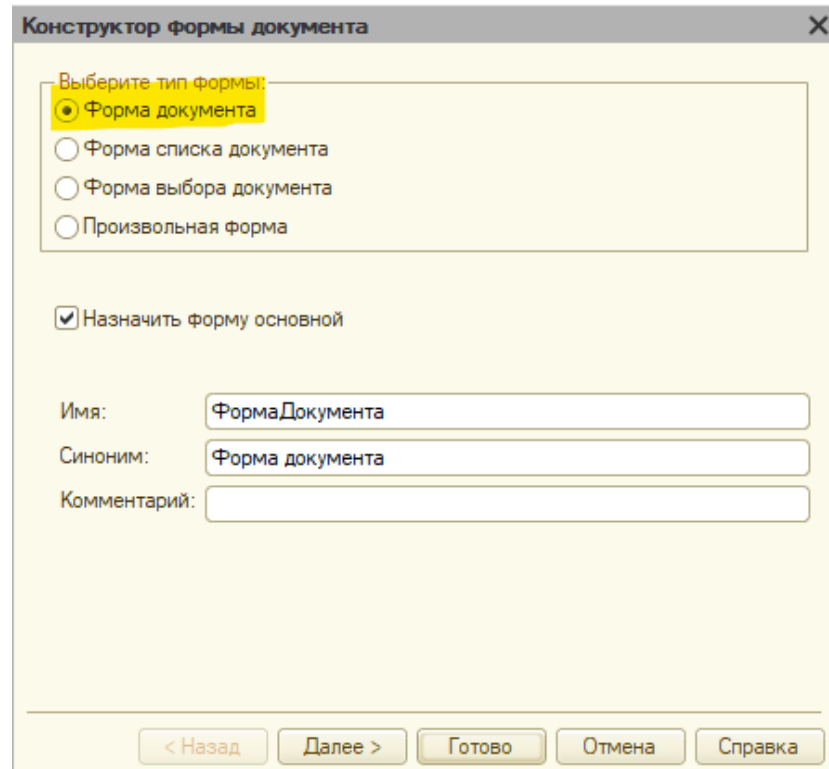 Конструктор формы документа
Выберите тип формы:
Форма документа
Форма списка документа
Форма выбора документа
Произвольная форма
Назначить форму основной
Имя: ФормаДокумента
Синоним: Форма документа
Комментарий:
< Назад Далее > Готово Отмена Справка